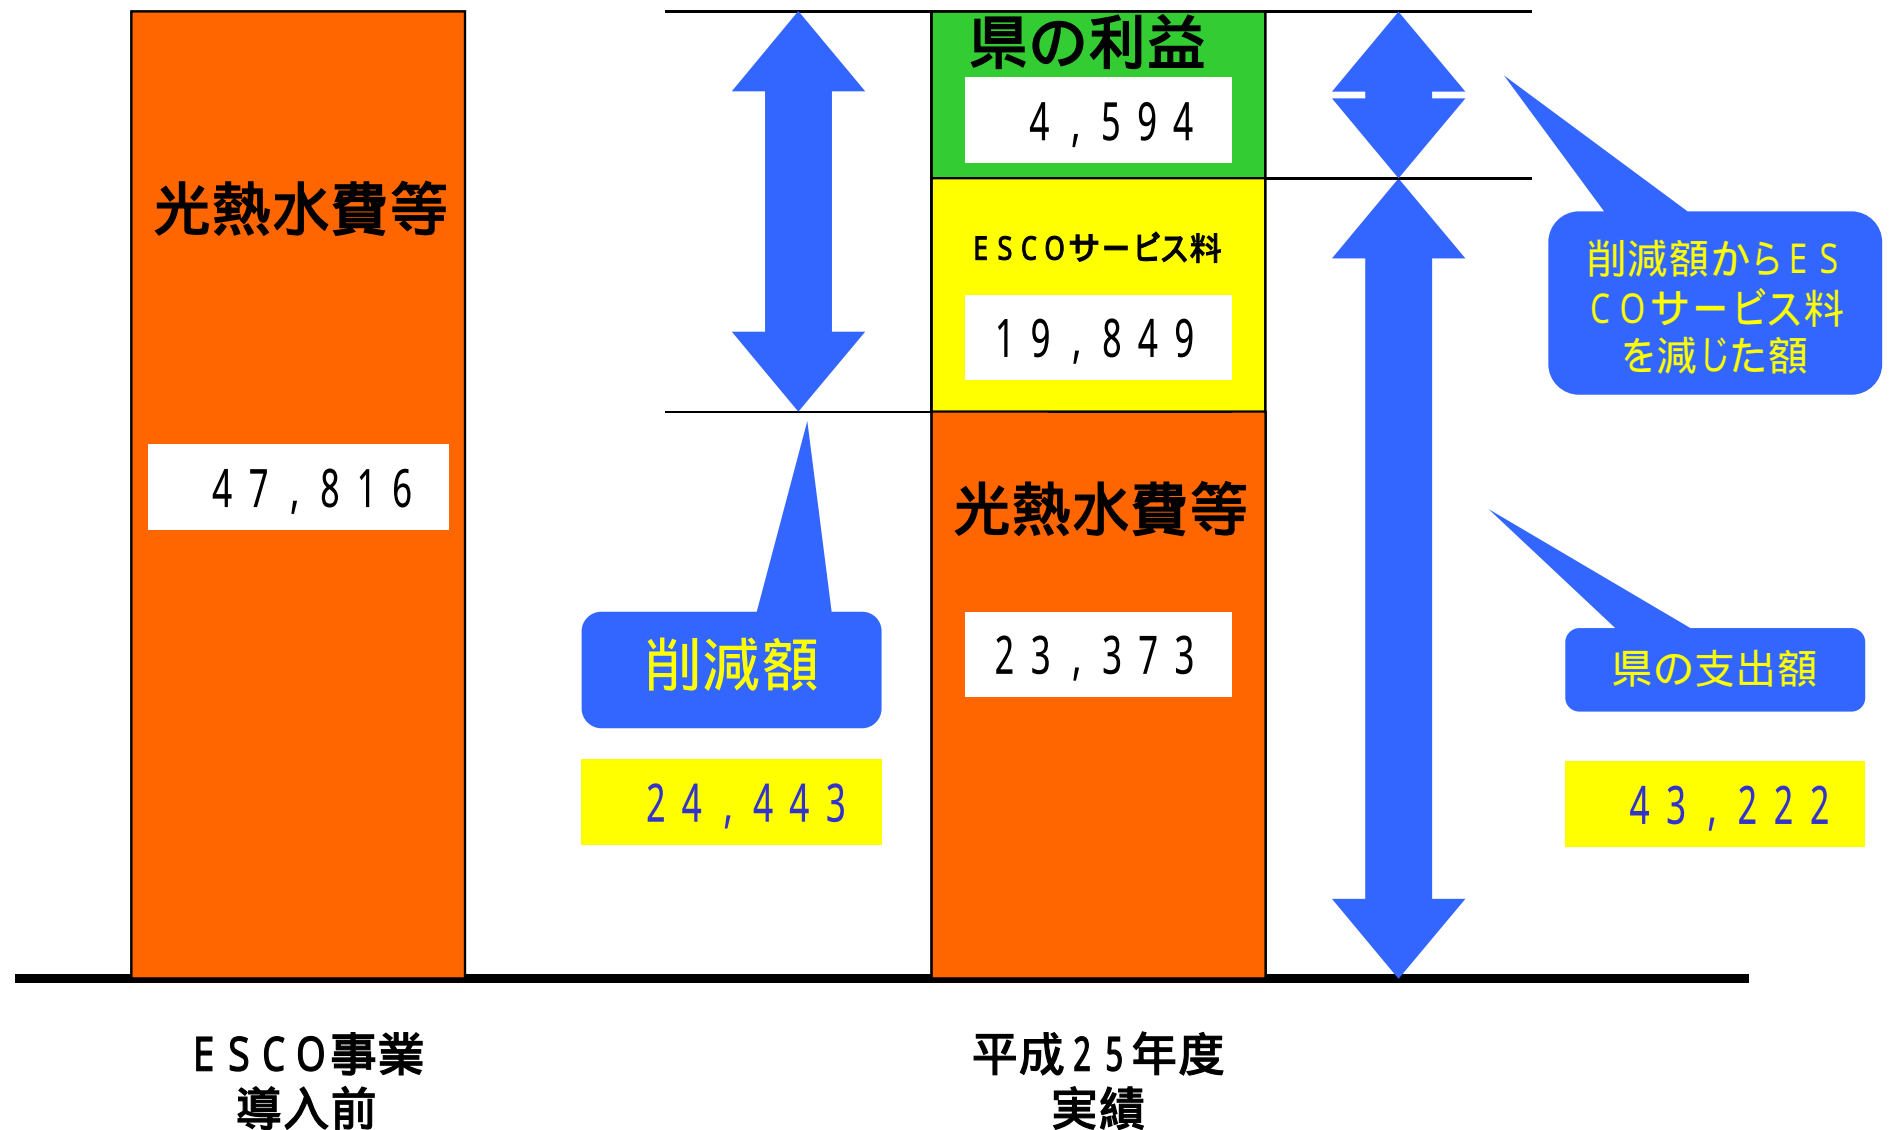 光熱水費等
４７，８１６
ＥＳＣＯ事業
導入前
削減額
２４，４４３
県の利益
４，５９４
ＥＳＣＯサービス料
１９，８４９
光熱水費等
２３，３７３
平成２５年度
実績
削減額からＥＳ
ＣＯサービス料
を減じた額
県の支出額
４３，２２２